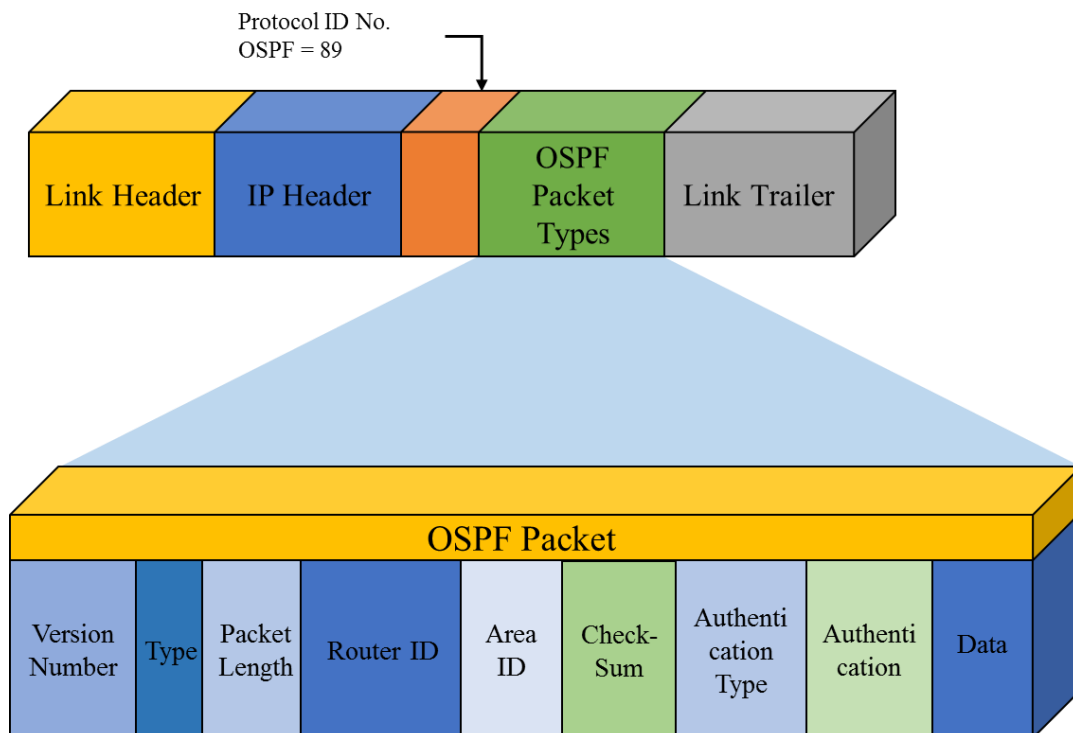 Protocol ID No.
OSPF = 89
Link Header
IP Header
OSPF
Packet
Types
Link Trailer
OSPF Packet
Version
Number
Type
Packet
Length
Router ID
Area
ID
Check-
Sum
Authenti
cation
Type
Authenti
cation
Data